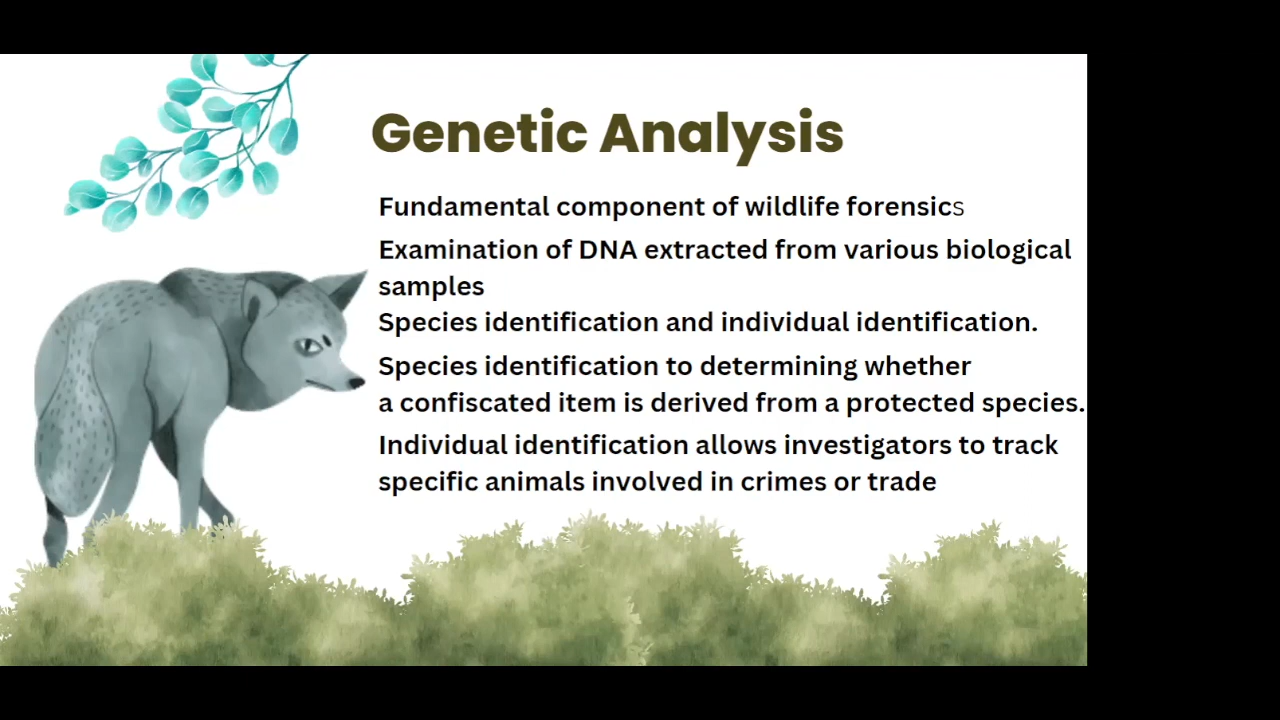 Genetic Analysis
Fundamental component of wildlife forensics
Examination of DNA extracted from various biological
samples
Species identification and individual identification.
Species identification to determining whether
a confiscated item is derived from a protected species.
Individual identification allows investigators to track
specific animals involved in crimes or trade